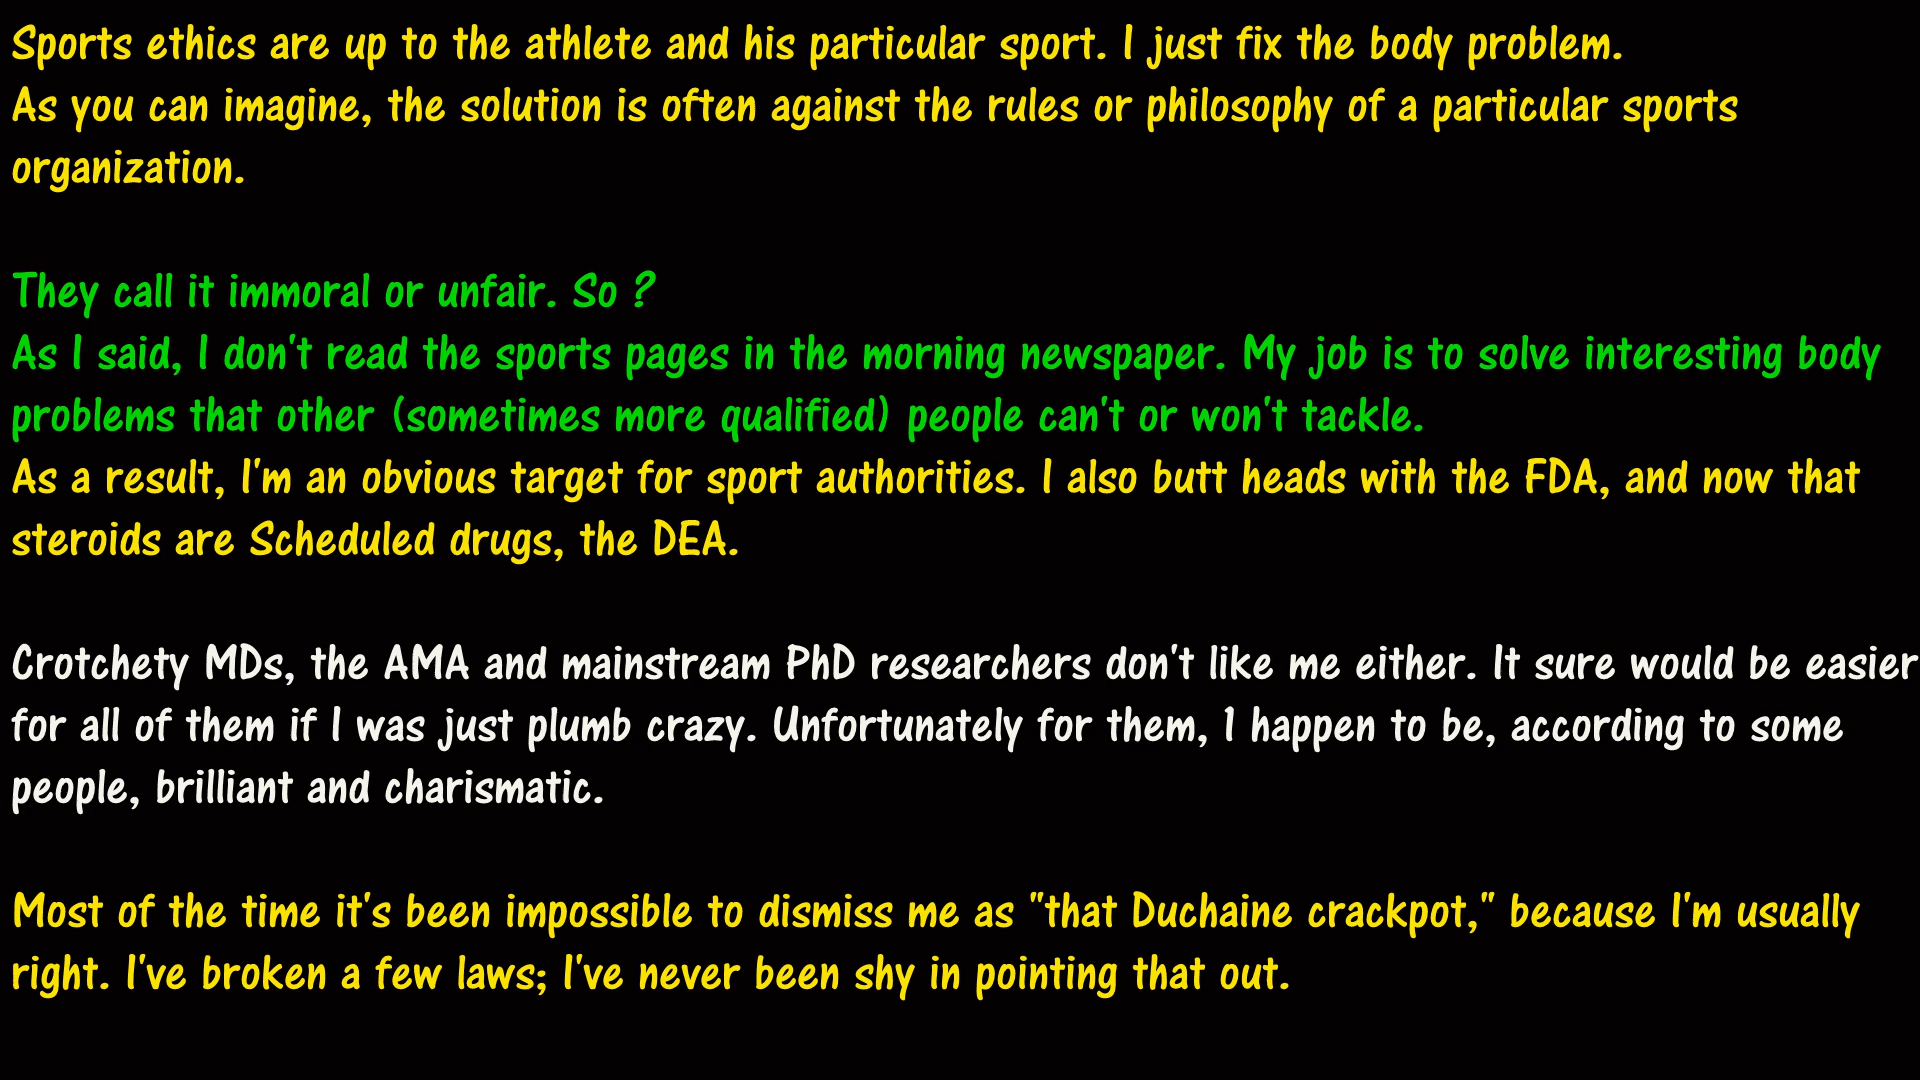 Sports ethics are up to the athlete and his particular sport. I just fix the body problem.
As you can imagine, the solution is often against the rules or philosophy of a particular sports
organization.
They call it immoral or unfair. So ?
As I said, I don't read the sports pages in the morning newspaper. My job is to solve interesting body
problems that other (sometimes more qualified) people can't or won't tackle.
As a result, I'm an obvious target for sport authorities. I also butt heads with the FDA, and now that
steroids are Scheduled drugs, the DEA.
Crotchety MDs, the AMA and mainstream PhD researchers don't like me either. It sure would be easier
for all of them if I was just plumb crazy. Unfortunately for them, 1 happen to be, according to some
people, brilliant and charismatic.
Most of the time it's been impossible to dismiss me as "that Duchaine crackpot," because I'm usually
right. I've broken a few laws; I've never been shy in pointing that out.